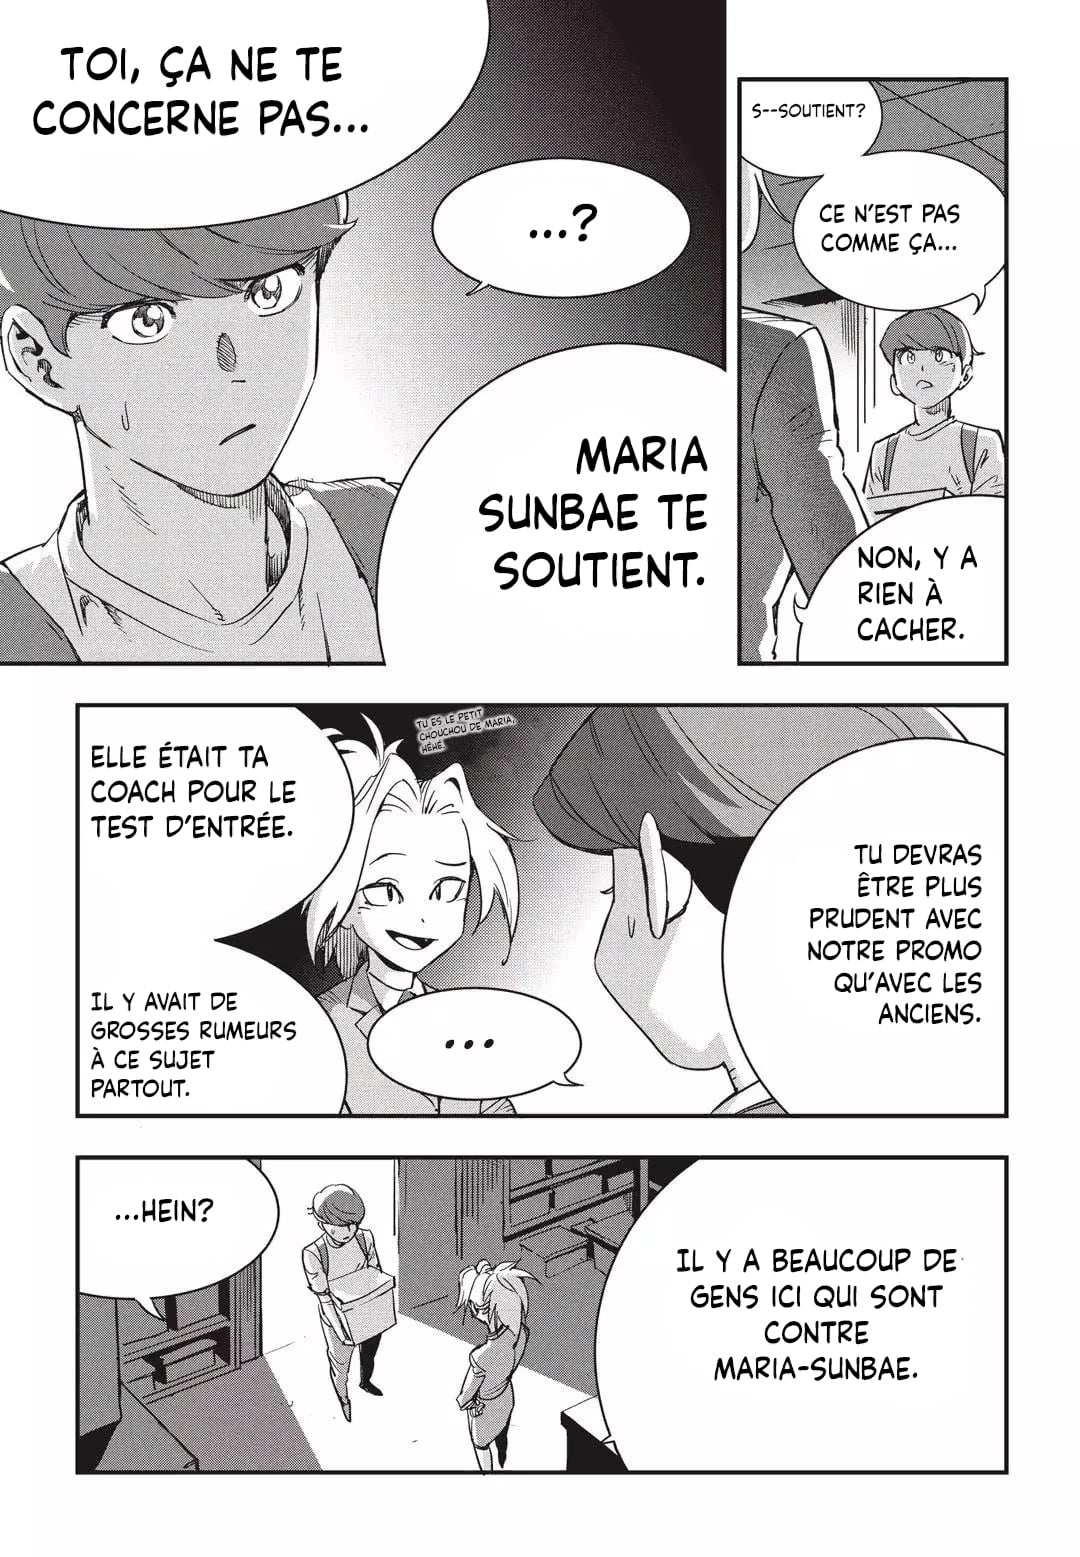 TOI, ÇA NE TE
CONCERNE PAS...
...?
MARIA
SUNBAE TE
SOUTIENT.
S--SOUTIENT?
CE N'EST PAS
COMME ÇA...
NON, Y A
RIEN À
CACHER.
ELLE ÉTAIT TA
COACH POUR LE
TEST D'ENTRÉE.
IL Y AVAIT DE
GROSSES RUMEURS
À CE SUJET
PARTOUT.
TU ES LE PETIT
CHOUCHOU DE MARIA,
HÉHÉ.
...
TU DEVRAS
ÊTRE PLUS
PRUDENT AVEC
NOTRE PROMO
QU'AVEC LES
ANCIENS.
...HEIN?
IL Y A BEAUCOUP DE
GENS ICI QUI SONT
CONTRE
MARIA-SUNBAE.